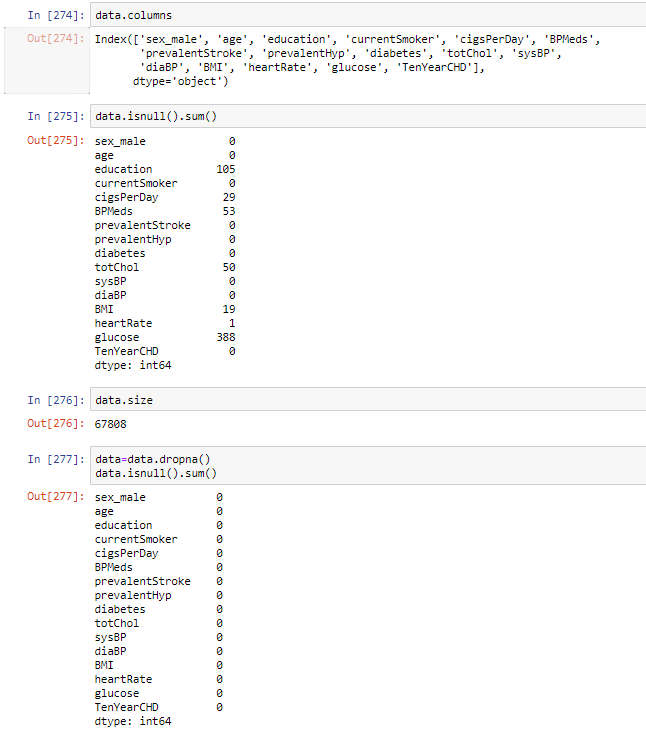 In [274]: data.columns
Out[274]: Index(['sex_male', 'age', 'education', 'currentSmoker', 'cigsPerDay', 'BPMeds',
'prevalentStroke', 'prevalentHyp', 'diabetes', 'totChol', 'sysBP',
'diaBP', 'BMI', 'heartRate', 'glucose', 'TenYearCHD'],
dtype='object')
In [275]: data.isnull().sum()
Out[275]: sex_male 0
age 0
education 105
currentSmoker 0
cigsPerDay 29
BPMeds 53
prevalentStroke 0
prevalentHyp 0
diabetes 0
totChol 50
sysBP 0
diaBP 0
BMI 19
heartRate 1
glucose 388
TenYearCHD 0
dtype: int64
In [276]: data.size
Out[276]: 67808
In [277]: data=data.dropna()
data.isnull().sum()
Out[277]: sex_male 0
age 0
education 0
currentSmoker 0
cigsPerDay 0
BPMeds 0
prevalentStroke 0
prevalentHyp 0
diabetes 0
totChol 0
sysBP 0
diaBP 0
BMI 0
heartRate 0
glucose 0
TenYearCHD 0
dtype: int64